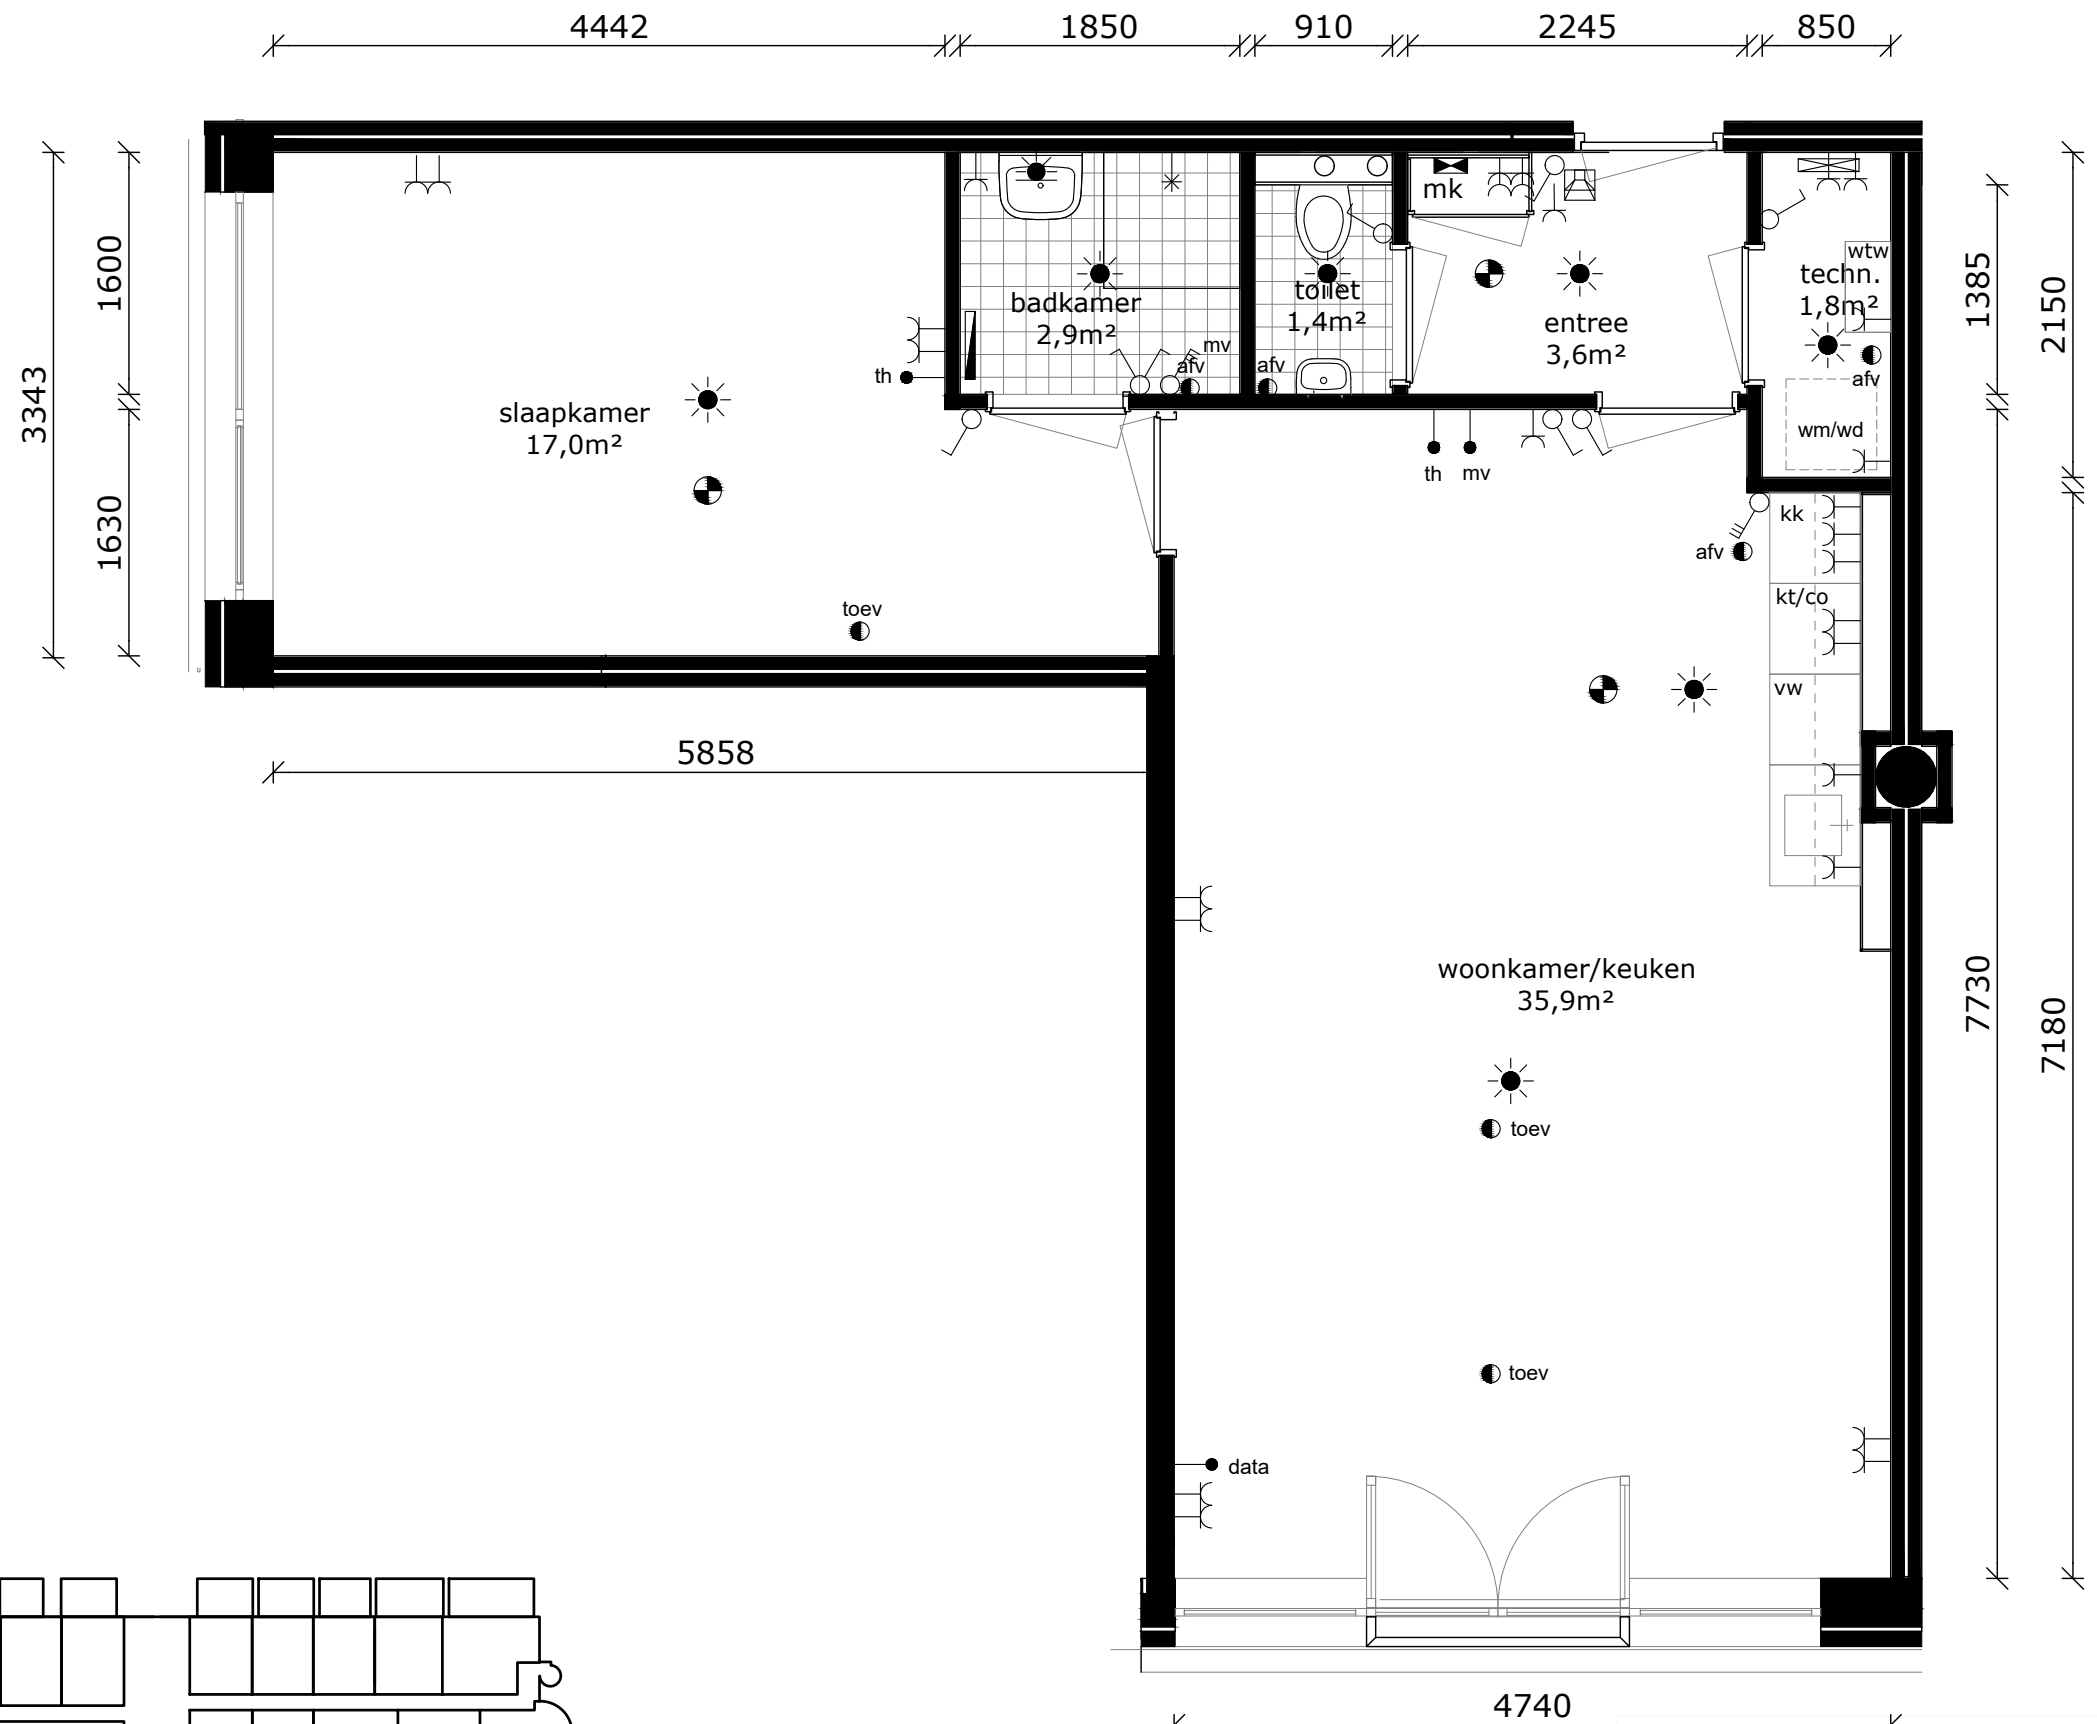 4442
1850
910
2245
850
mk
wtw
techn.
1,8m²
1600
1385
2150
badkamer
2,9m²
toilet
1,4m²
entree
3,6m²
mv
afv
afv
afv
th
3343
slaapkamer
17,0m²
wm/wd
th
mv
1630
kk
afv
kt/co
toev
vw
5858
woonkamer/keuken
35,9m²
7730
7180
toev
toev
data
4740